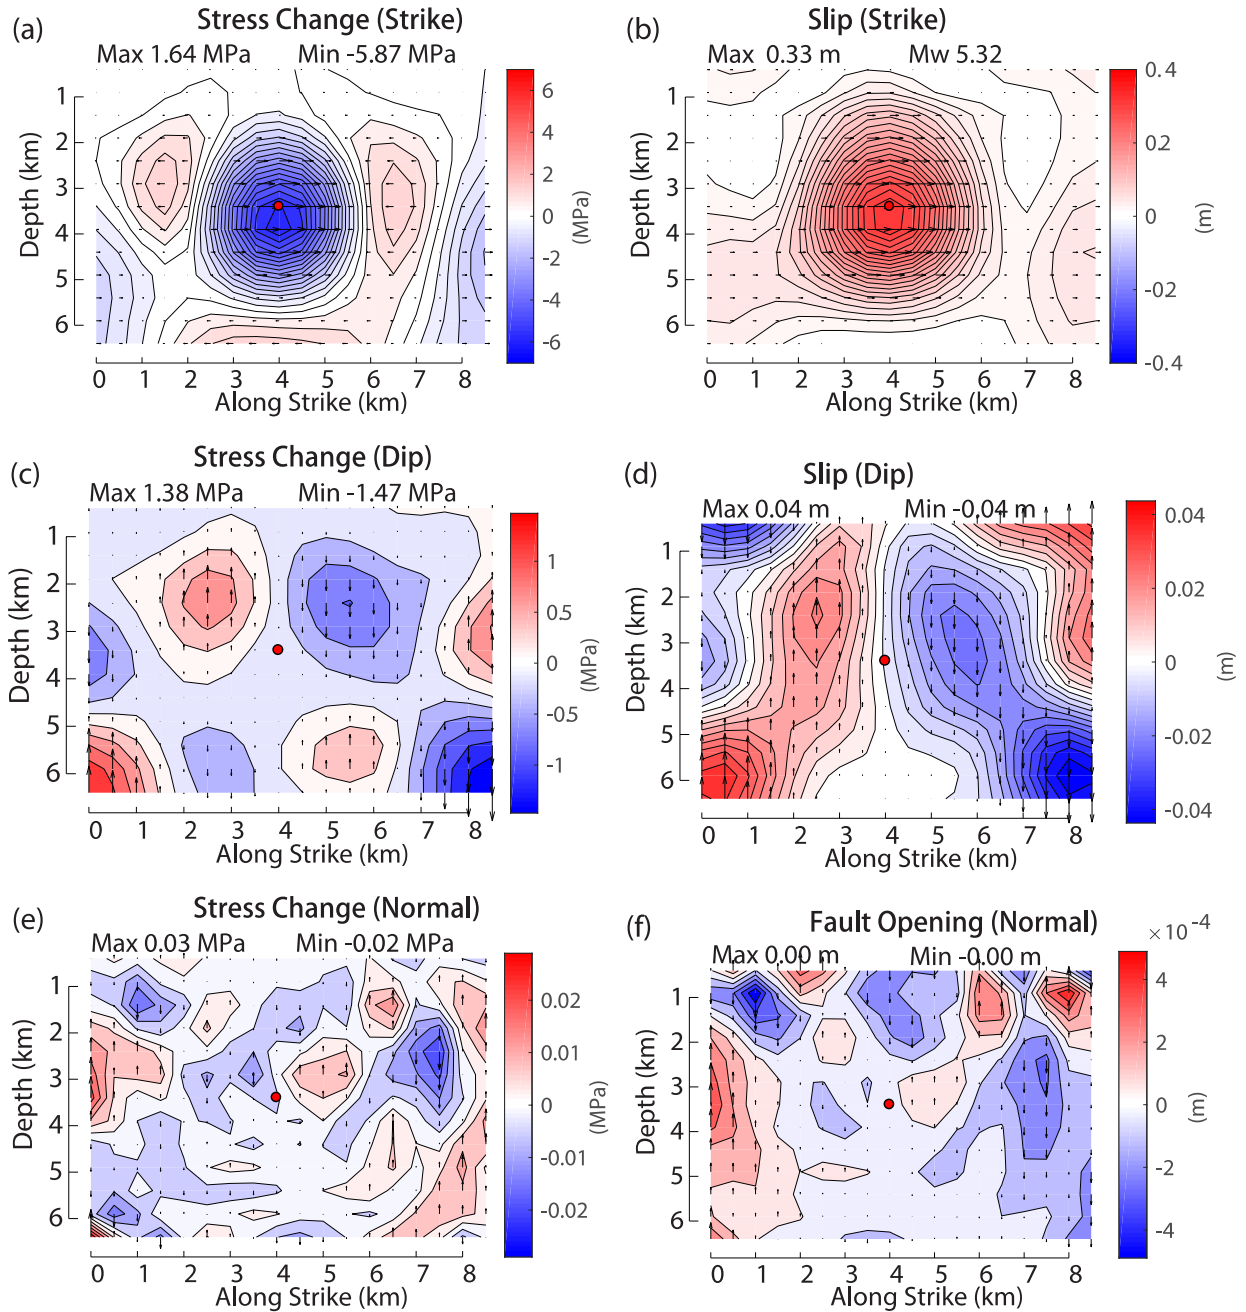 (a) Stress Change (Strike)
Max 1.64 MPa Min -5.87 MPa
1
2
3
4
5
6
Depth (km)
0 1 2 3 4 5 6 7 8
Along Strike (km)
6
4
2
0
-2
-4
-6
(MPa)
(b) Slip (Strike)
Max 0.33 m Mw 5.32
1
2
3
4
5
6
Depth (km)
0 1 2 3 4 5 6 7 8
Along Strike (km)
0.4
0.2
0
-0.2
-0.4
(m)
(c) Stress Change (Dip)
Max 1.38 MPa Min -1.47 MPa
1
2
3
4
5
6
Depth (km)
0 1 2 3 4 5 6 7 8
Along Strike (km)
1
0.5
0
-0.5
-1
(MPa)
(d) Slip (Dip)
Max 0.04 m Min -0.04 m
1
2
3
4
5
6
Depth (km)
0 1 2 3 4 5 6 7 8
Along Strike (km)
0.04
0.02
0
-0.02
-0.04
(m)
(e) Stress Change (Normal)
Max 0.03 MPa Min -0.02 MPa
1
2
3
4
5
6
Depth (km)
0 1 2 3 4 5 6 7 8
Along Strike (km)
0.02
0.01
0
-0.01
-0.02
(MPa)
(f) Fault Opening (Normal)
Max 0.00 m Min -0.00 m
1
2
3
4
5
6
Depth (km)
0 1 2 3 4 5 6 7 8
Along Strike (km)
×10⁻⁴
4
2
0
-2
-4
(m)